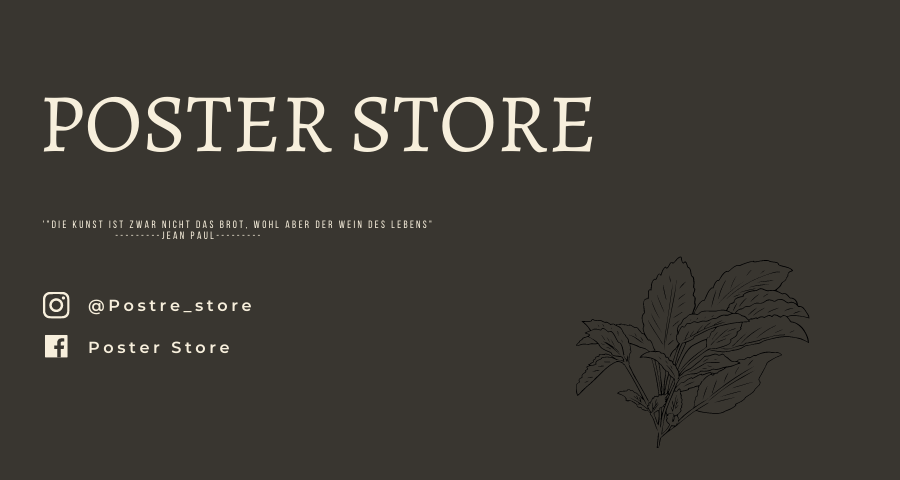 POSTER STORE
'"DIE KUNST IST ZWAR NICHT DAS BROT, WOHL ABER DER WEIN DES LEBENS"
---------JEAN PAUL---------
@Postre_store
Poster Store